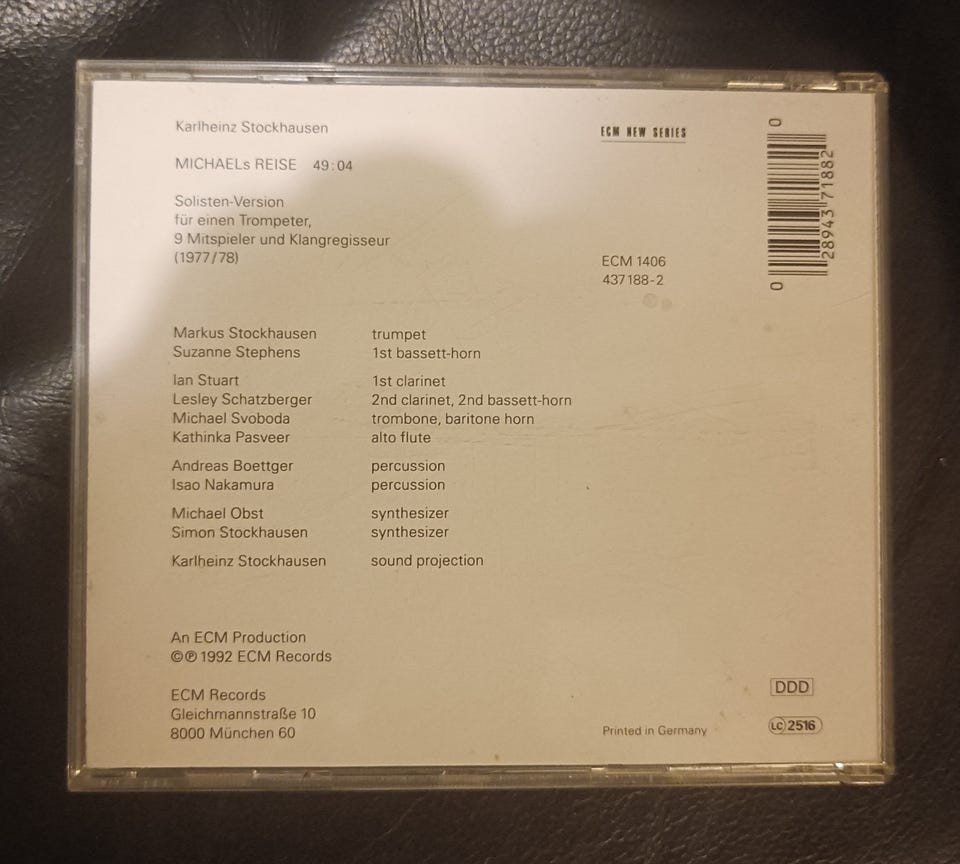 Karlheinz Stockhausen
ECM NEW SERIES
MICHAELs REISE 49:04
Solisten-Version
für einen Trompeter,
9 Mitspieler und Klangregisseur
(1977/78)
ECM 1406
437 188-2
0 28943 71882 0
Markus Stockhausen trumpet
Suzanne Stephens 1st bassett-horn
Ian Stuart 1st clarinet
Lesley Schatzberger 2nd clarinet, 2nd bassett-horn
Michael Svoboda trombone, baritone horn
Kathinka Pasveer alto flute
Andreas Boettger percussion
Isao Nakamura percussion
Michael Obst synthesizer
Simon Stockhausen synthesizer
Karlheinz Stockhausen sound projection
An ECM Production
©℗ 1992 ECM Records
ECM Records
Gleichmannstraße 10
8000 München 60
Printed in Germany
DDD
LC 2516